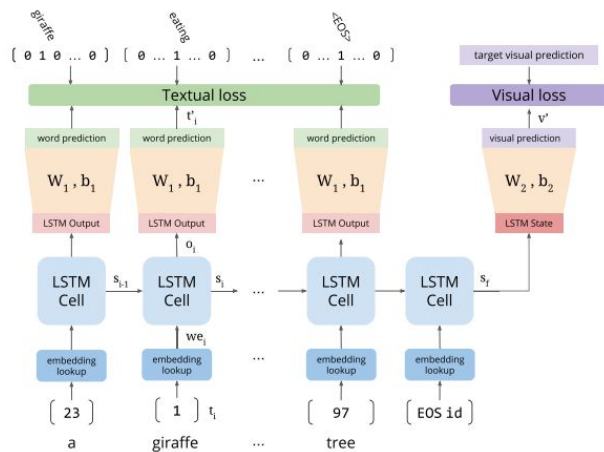 giraffe eating <EOS>
[ 0 1 0 ... 0 ] [ 0 ... 1 ... 0 ] ... [ 0 ... 1 ... 0 ] target visual prediction
Textual loss Visual loss
t'i v'
word prediction word prediction word prediction visual prediction
W1 , b1 W1 , b1 ... W1 , b1 W2 , b2
LSTM Output LSTM Output LSTM Output LSTM State
oi
LSTM Cell si-1 LSTM Cell si ... LSTM Cell LSTM Cell sf
wei
embedding lookup embedding lookup ... embedding lookup embedding lookup
[ 23 ] [ 1 ] ti [ 97 ] [ EOS id ]
a giraffe ... tree